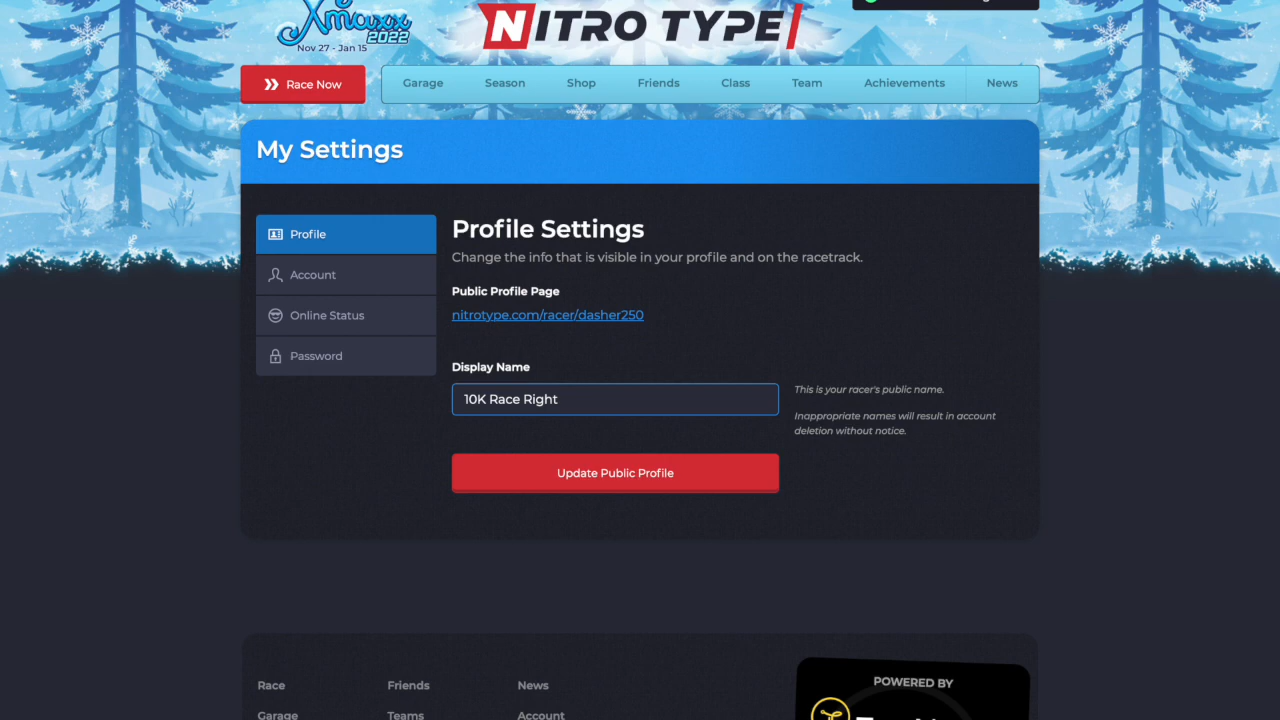 Xmaxx
2022
Nov 27 - Jan 15
NITRO TYPE
Race Now
Garage
Season
Shop
Friends
Class
Team
Achievements
News
My Settings
Profile
Account
Online Status
Password
Profile Settings
Change the info that is visible in your profile and on the racetrack.
Public Profile Page
nitrotype.com/racer/dasher250
Display Name
10K Race Right
This is your racer's public name.
Inappropriate names will result in account
deletion without notice.
Update Public Profile
Race
Friends
News
Garage
Teams
Account
POWERED BY